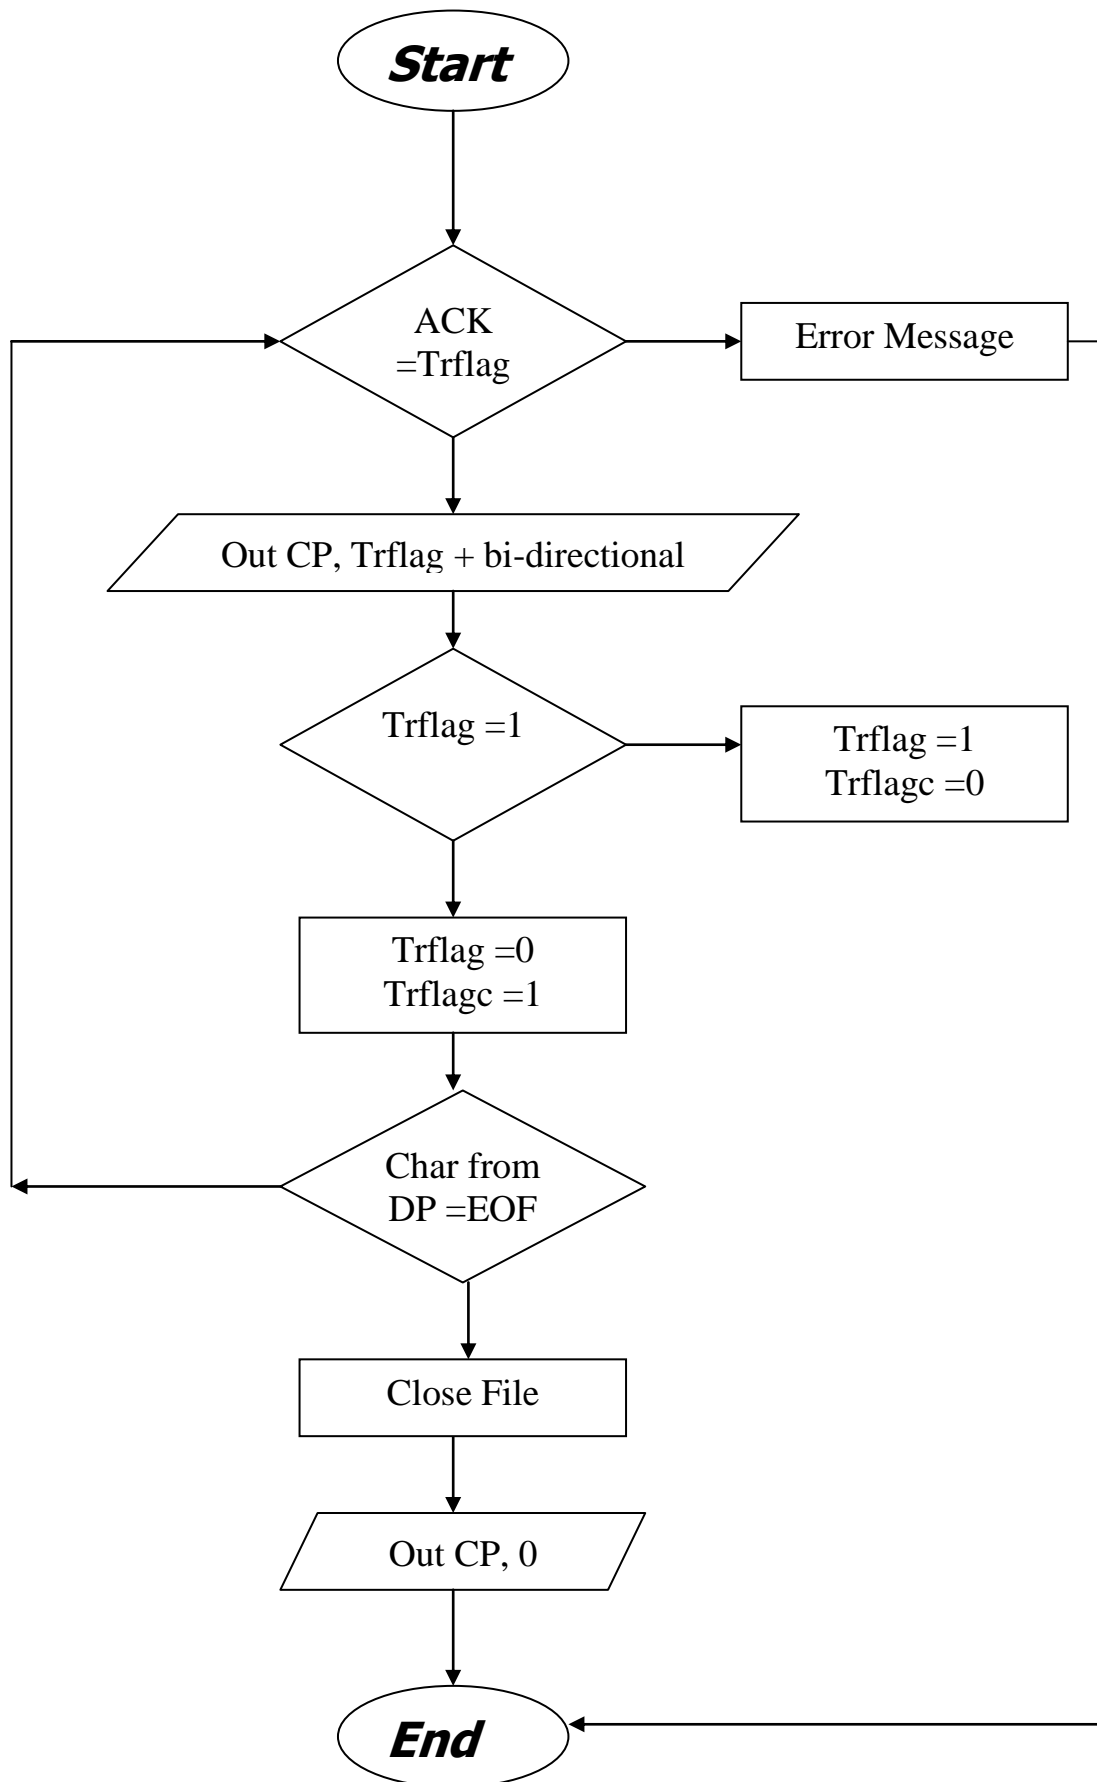 Start
ACK
=Trflag
Error Message
Out CP, Trflag + bi-directional
Trflag =1
Trflag =1
Trflagc =0
Trflag =0
Trflagc =1
Char from
DP =EOF
Close File
Out CP, 0
End